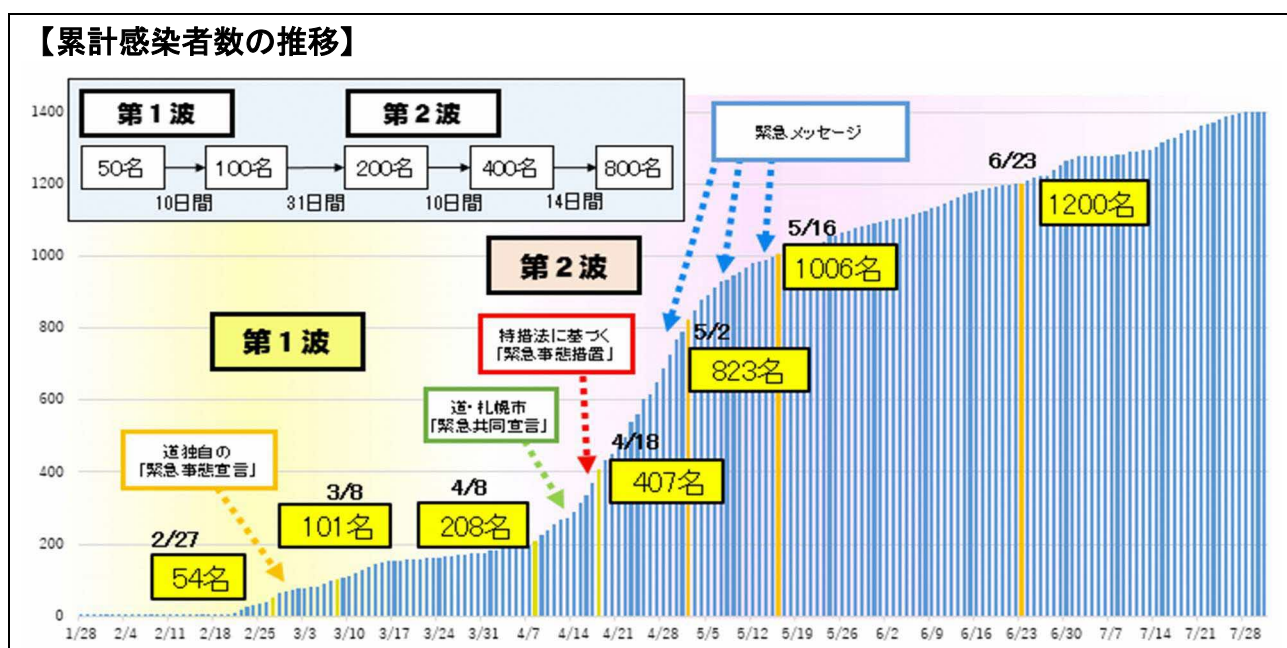 【累計感染者数の推移】
第1波
第2波
50名
100名
200名
400名
800名
10日間
31日間
10日間
14日間
緊急メッセージ
6/23
1200名
5/16
1006名
第2波
特措法に基づく
「緊急事態措置」
5/2
823名
第1波
道・札幌市
「緊急共同宣言」
4/18
407名
道独自の
「緊急事態宣言」
3/8
101名
4/8
208名
2/27
54名
1400
1200
1000
800
600
400
200
0
1/28 2/4 2/11 2/18 2/25 3/3 3/10 3/17 3/24 3/31 4/7 4/14 4/21 4/28 5/5 5/12 5/19 5/26 6/2 6/9 6/16 6/23 6/30 7/7 7/14 7/21 7/28